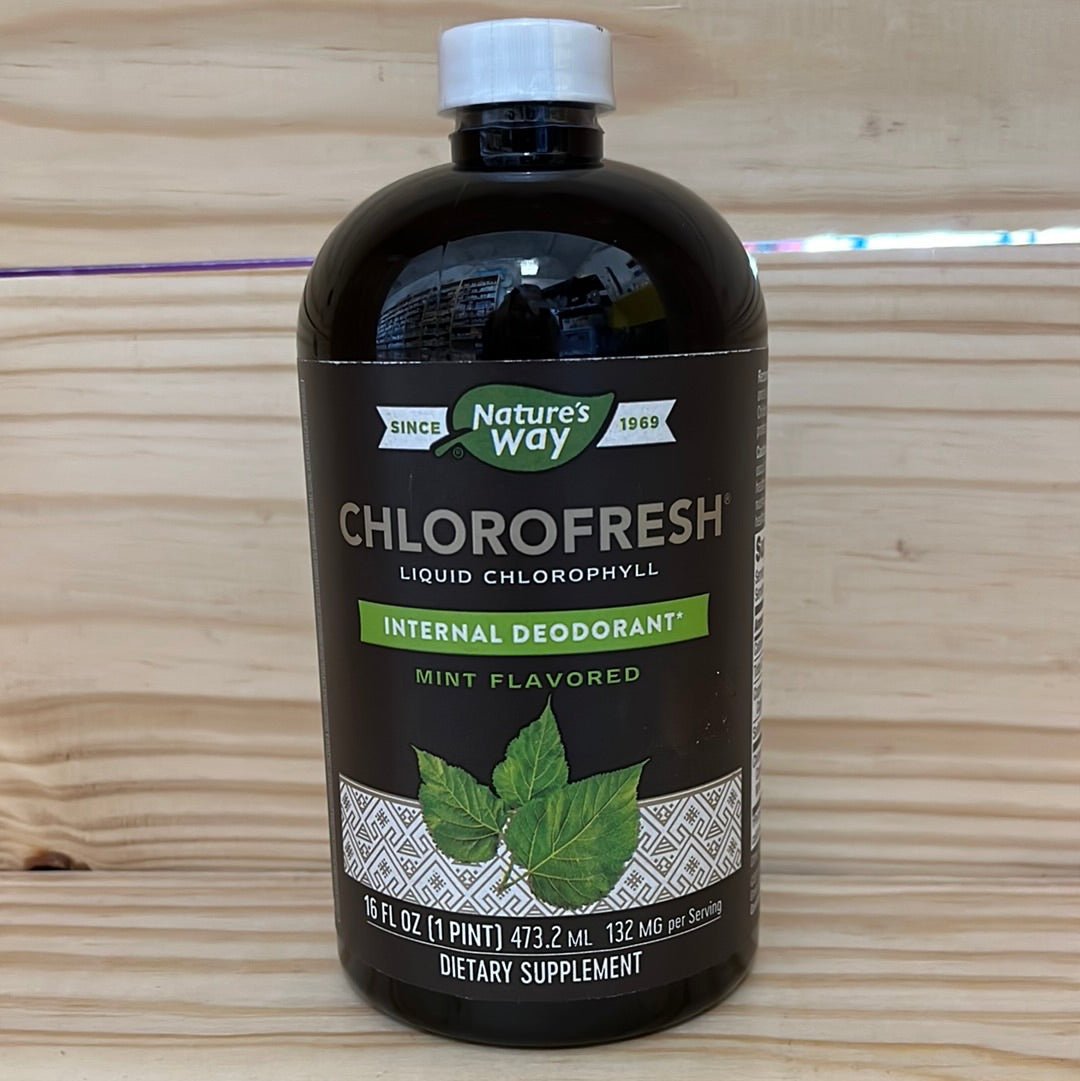 SINCE
Nature's
Way®
1969
CHLOROFRESH®
LIQUID CHLOROPHYLL
INTERNAL DEODORANT*
MINT FLAVORED
16 FL OZ (1 PINT) 473.2 ML 132 MG per Serving
DIETARY SUPPLEMENT